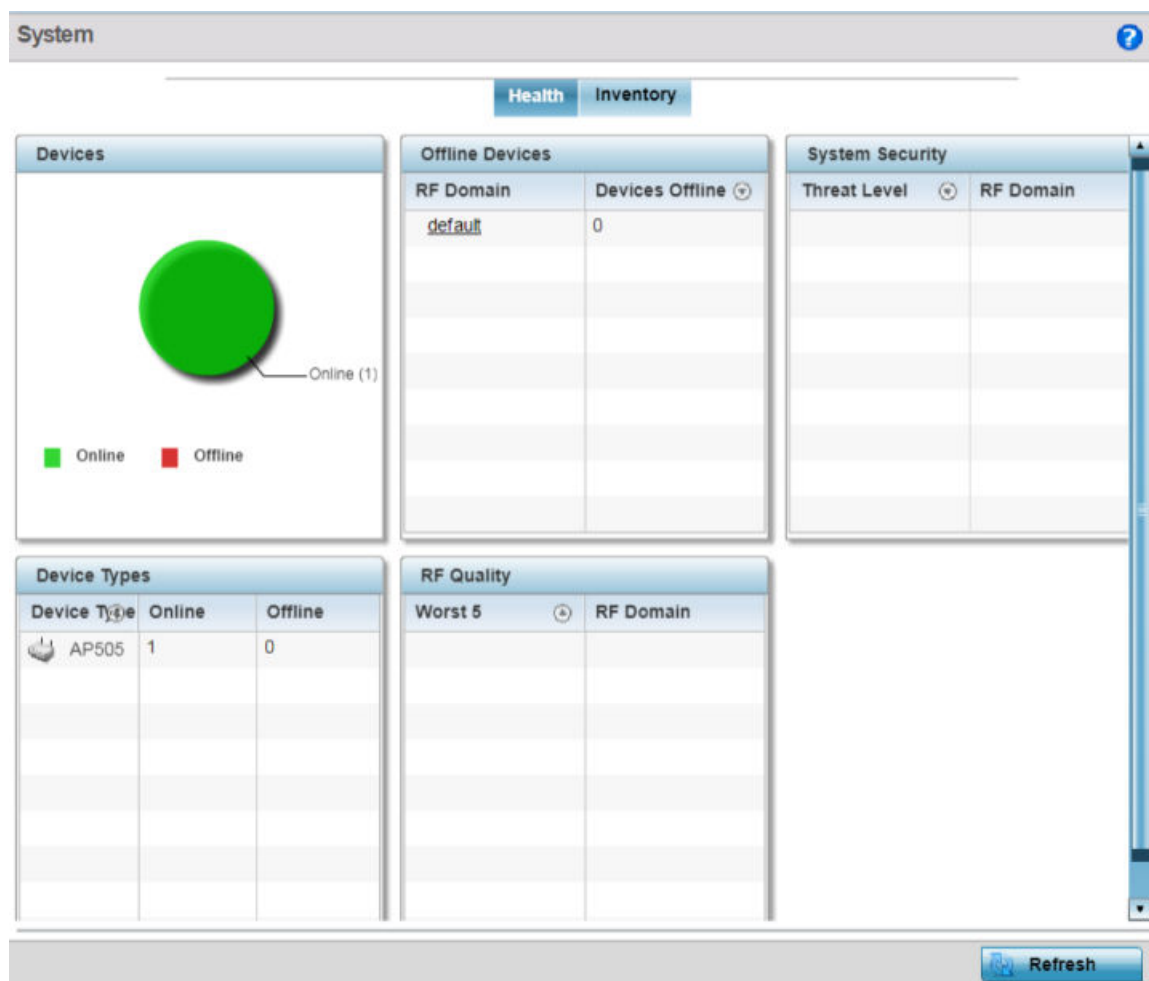 System
?
Health Inventory
Devices
Online (1)
Online Offline
Offline Devices
RF Domain Devices Offline
default 0
System Security
Threat Level RF Domain
Device Types
Device Type Online Offline
AP505 1 0
RF Quality
Worst 5 RF Domain
Refresh